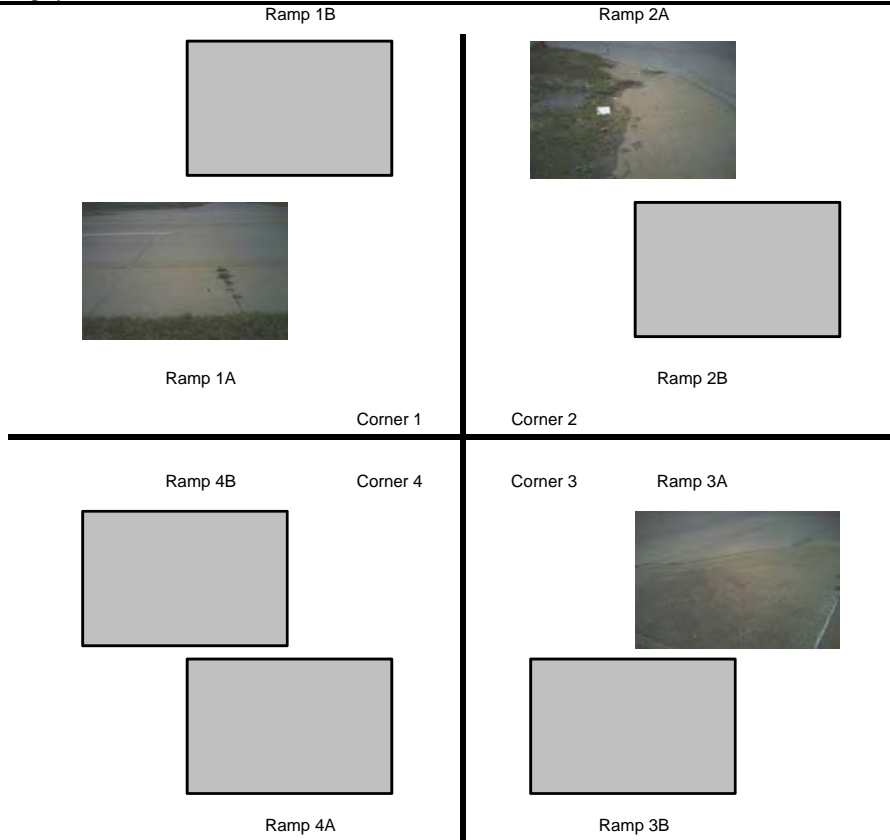 Ramp 1B Ramp 2A
Ramp 1A Ramp 2B
Corner 1 Corner 2
Ramp 4B Corner 4 Corner 3 Ramp 3A
Ramp 4A Ramp 3B